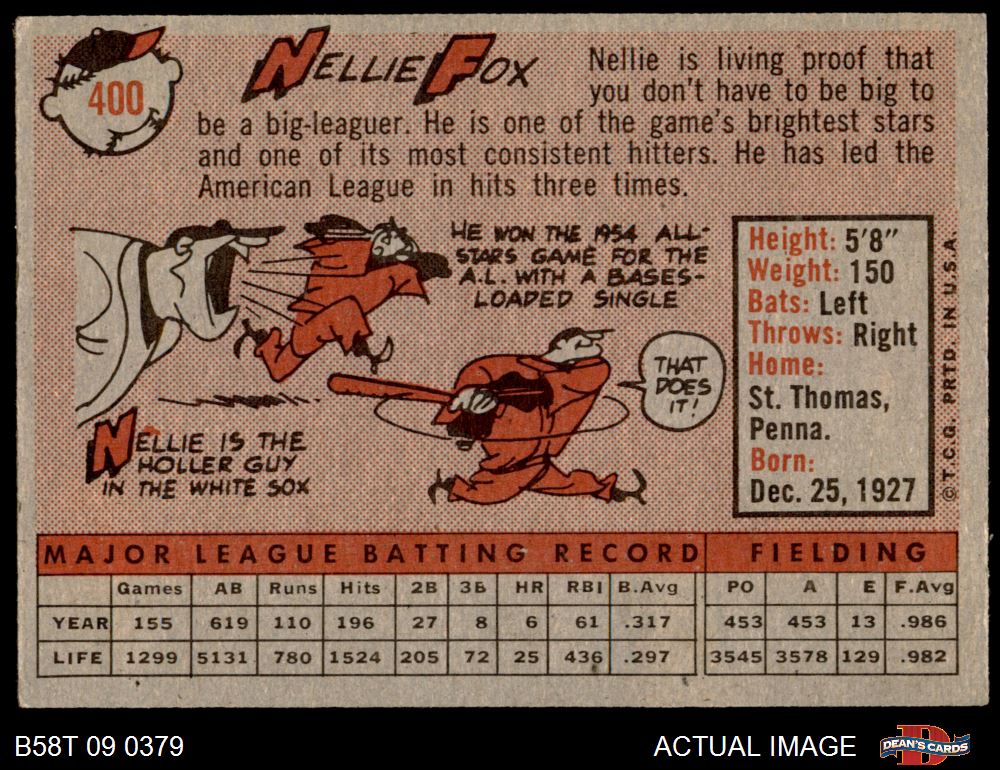 400
NELLIE FOX
Nellie is living proof that
you don't have to be big to
be a big-leaguer. He is one of the game's brightest stars
and one of its most consistent hitters. He has led the
American League in hits three times.
HE WON THE 1954 ALL-
STARS GAME FOR THE
A.L. WITH A BASES-
LOADED SINGLE
THAT
DOES
IT!
NELLIE IS THE
HOLLER GUY
IN THE WHITE SOX
Height: 5'8"
Weight: 150
Bats: Left
Throws: Right
Home:
St. Thomas,
Penna.
Born:
Dec. 25, 1927
© T.C.G. PRTD. IN U.S.A.
MAJOR LEAGUE BATTING RECORD FIELDING
Games AB Runs Hits 2B 3B HR RBI B.Avg PO A E F.Avg
YEAR 155 619 110 196 27 8 6 61 .317 453 453 13 .986
LIFE 1299 5131 780 1524 205 72 25 436 .297 3545 3578 129 .982
B58T 09 0379
ACTUAL IMAGE
D
DEAN'S CARDS